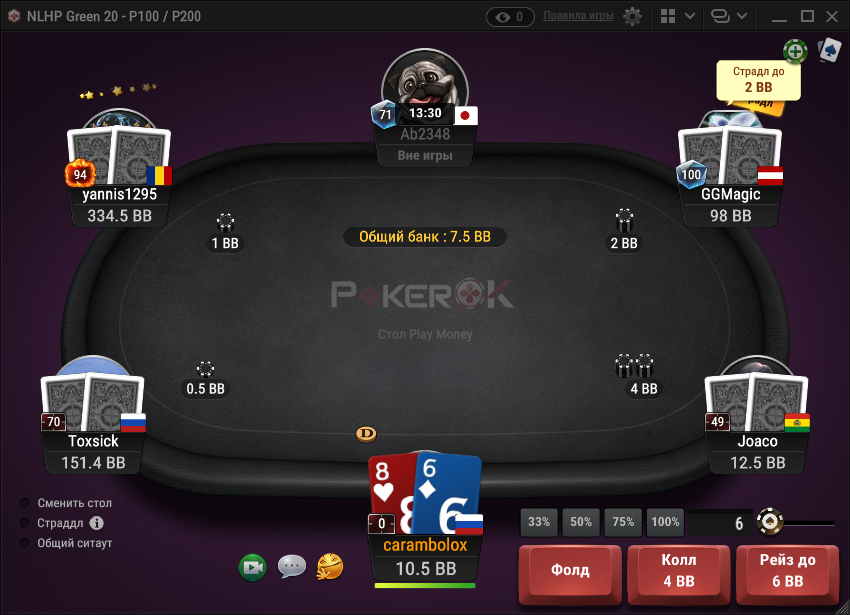 NLHP Green 20 - P100 / P200
0
Правила игры
Страдл до
2 BB
71
13:30
Ab2348
Вне игры
94
yannis1295
334.5 BB
100
GGMagic
98 BB
1 BB
Общий банк : 7.5 BB
2 BB
POKEROK
Стол Play Money
0.5 BB
4 BB
70
Toxsick
151.4 BB
D
49
Joaco
12.5 BB
8
6
8
6
0
carambolox
10.5 BB
Сменить стол
Страддл i
Общий ситаут
33%
50%
75%
100%
6
Фолд
Колл
4 BB
Рейз до
6 BB